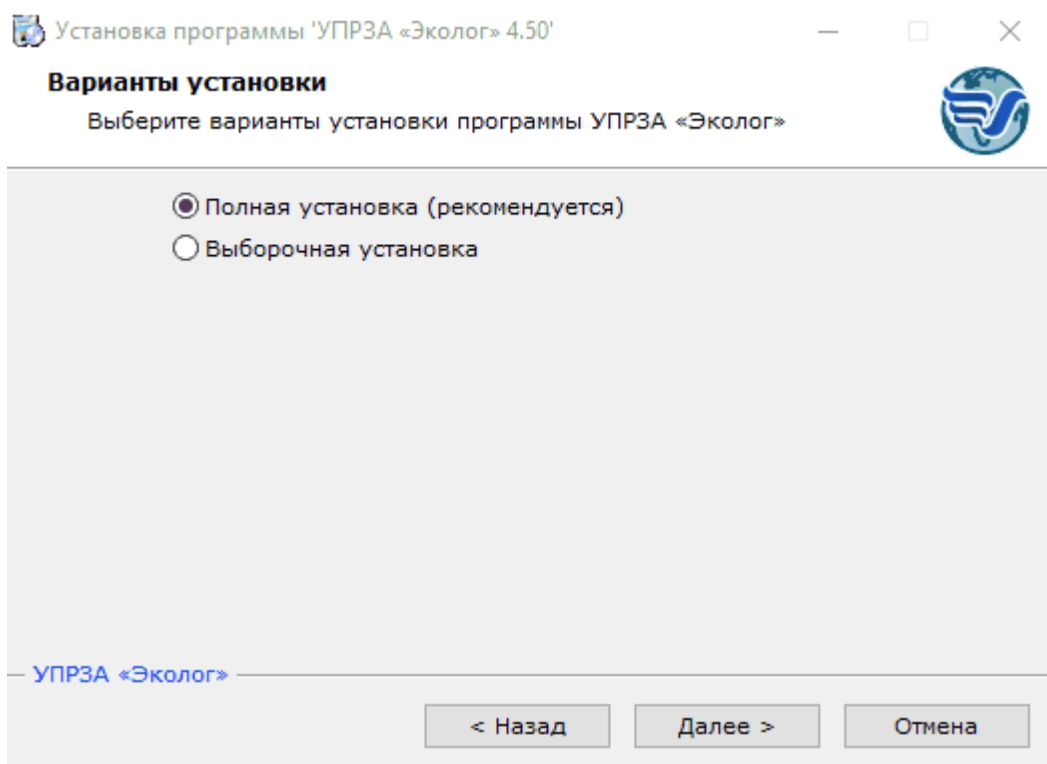 Установка программы 'УПРЗА «Эколог» 4.50'
Варианты установки
Выберите варианты установки программы УПРЗА «Эколог»
Полная установка (рекомендуется)
Выборочная установка
УПРЗА «Эколог»
< Назад Далее > Отмена